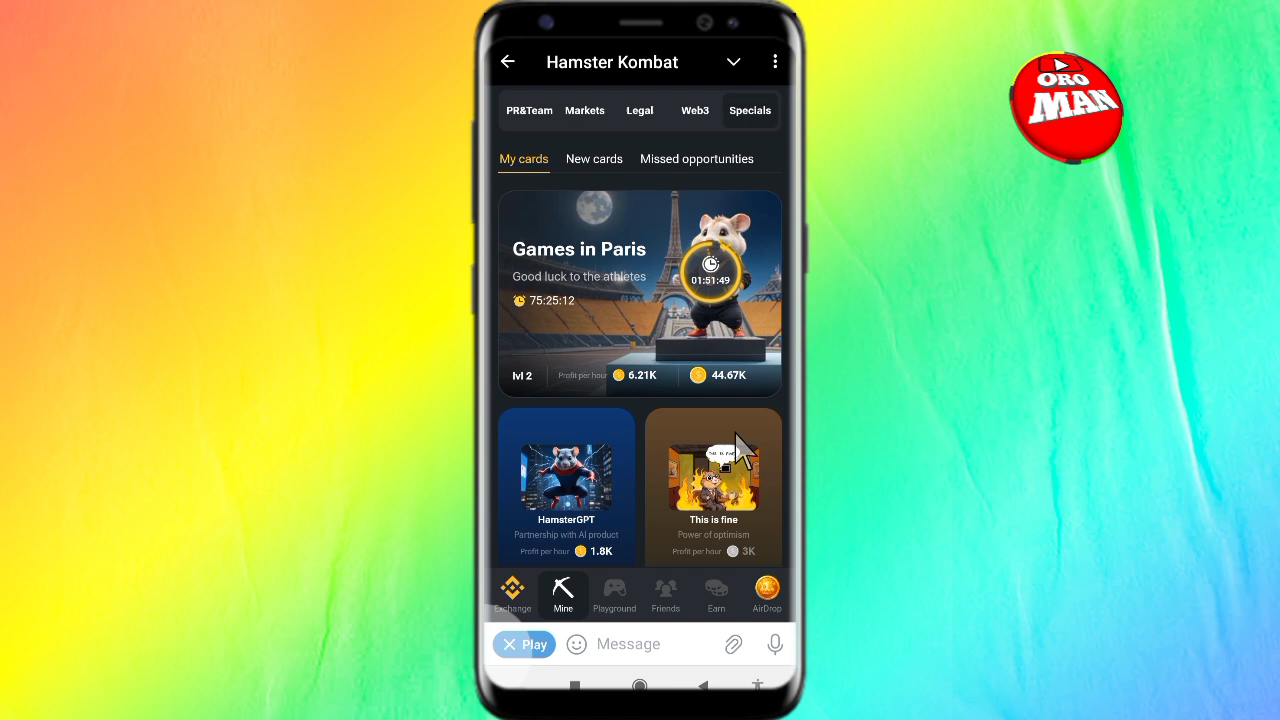 Hamster Kombat
PR&Team Markets Legal Web3 Specials
My cards New cards Missed opportunities
Games in Paris
Good luck to the athletes
75:25:12
01:51:49
lvl 2 Profit per hour 6.21K 44.67K
HamsterGPT
Partnership with AI product
Profit per hour 1.8K
THIS IS FINE
This is fine
Power of optimism
Profit per hour 3K
Exchange Mine Playground Friends Earn AirDrop
Play Message
ORO
MAN